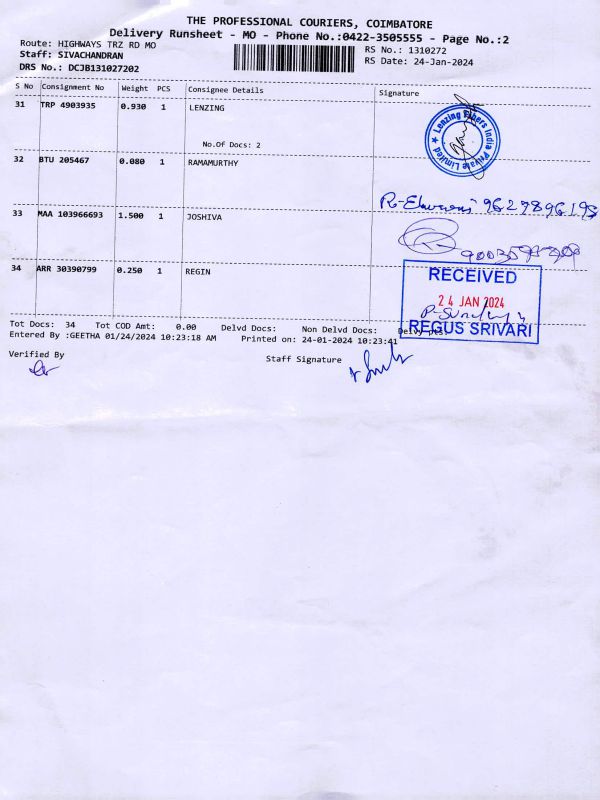 THE PROFESSIONAL COURIERS, COIMBATORE
Delivery Runsheet - MO - Phone No.:0422-3505555 - Page No.:2
Route: HIGHWAYS TRZ RD MO
RS No.: 1310272
Staff: SIVACHANDRAN
RS Date: 24-Jan-2024
DRS No.: DCJB131027202
S No Consignment No Weight PCS Consignee Details Signature
31 TRP 4903935 0.930 1 LENZING
Lenzing Fibers India Private Limited
No.Of Docs: 2
32 BTU 205467 0.080 1 RAMAMURTHY
9629896193
33 MAA 103966693 1.500 1 JOSHIVA
34 ARR 30390799 0.250 1 REGIN
RECEIVED
24 JAN 2024
REGUS SRIVARI
Tot Docs: 34 Tot COD Amt: 0.00 Delvd Docs: Non Delvd Docs: Delvy pts:
Entered By :GEETHA 01/24/2024 10:23:18 AM Printed on: 24-01-2024 10:23:41
Verified By Staff Signature